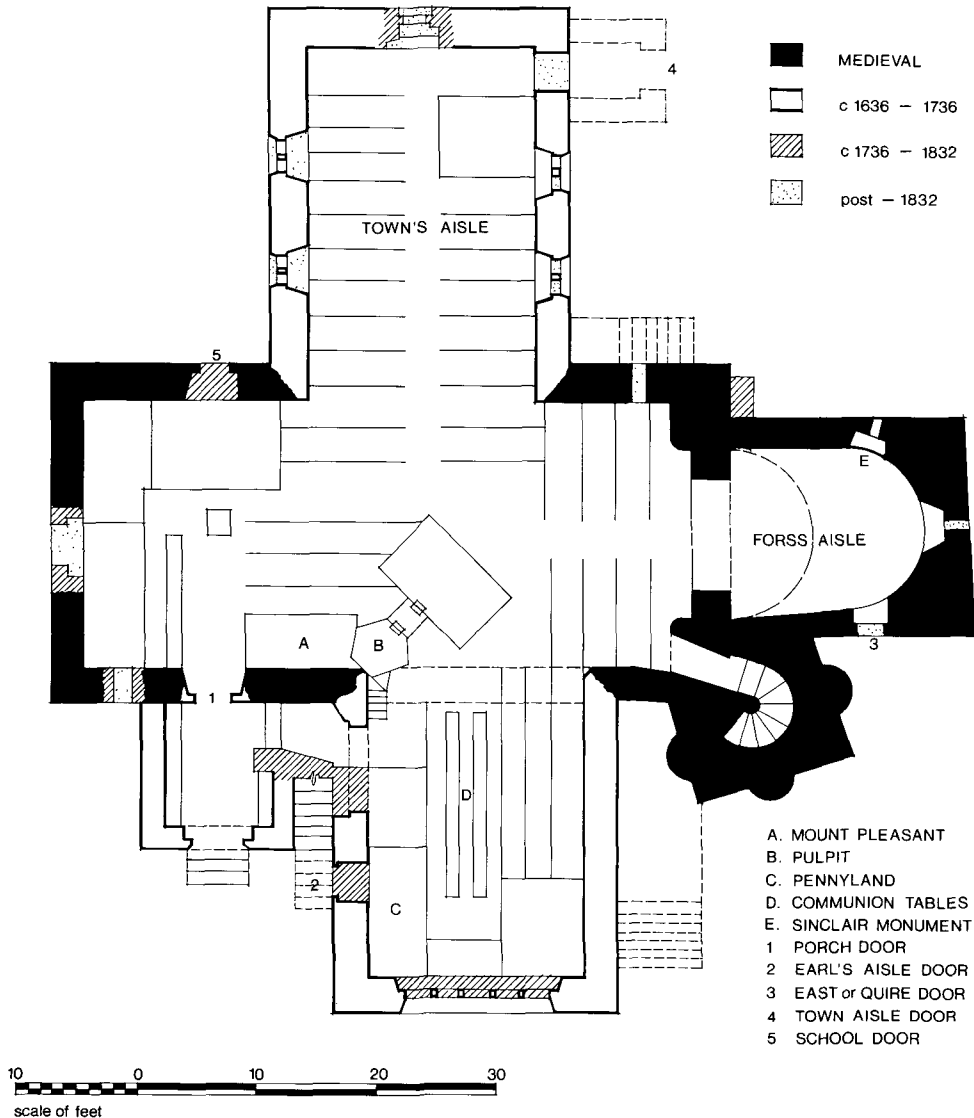 MEDIEVAL
c 1636 – 1736
c 1736 – 1832
post – 1832
4
TOWN'S AISLE
5
E
FORSS AISLE
3
A
B
1
D
2
C
A. MOUNT PLEASANT
B. PULPIT
C. PENNYLAND
D. COMMUNION TABLES
E. SINCLAIR MONUMENT
1 PORCH DOOR
2 EARL'S AISLE DOOR
3 EAST or QUIRE DOOR
4 TOWN AISLE DOOR
5 SCHOOL DOOR
10 0 10 20 30
scale of feet